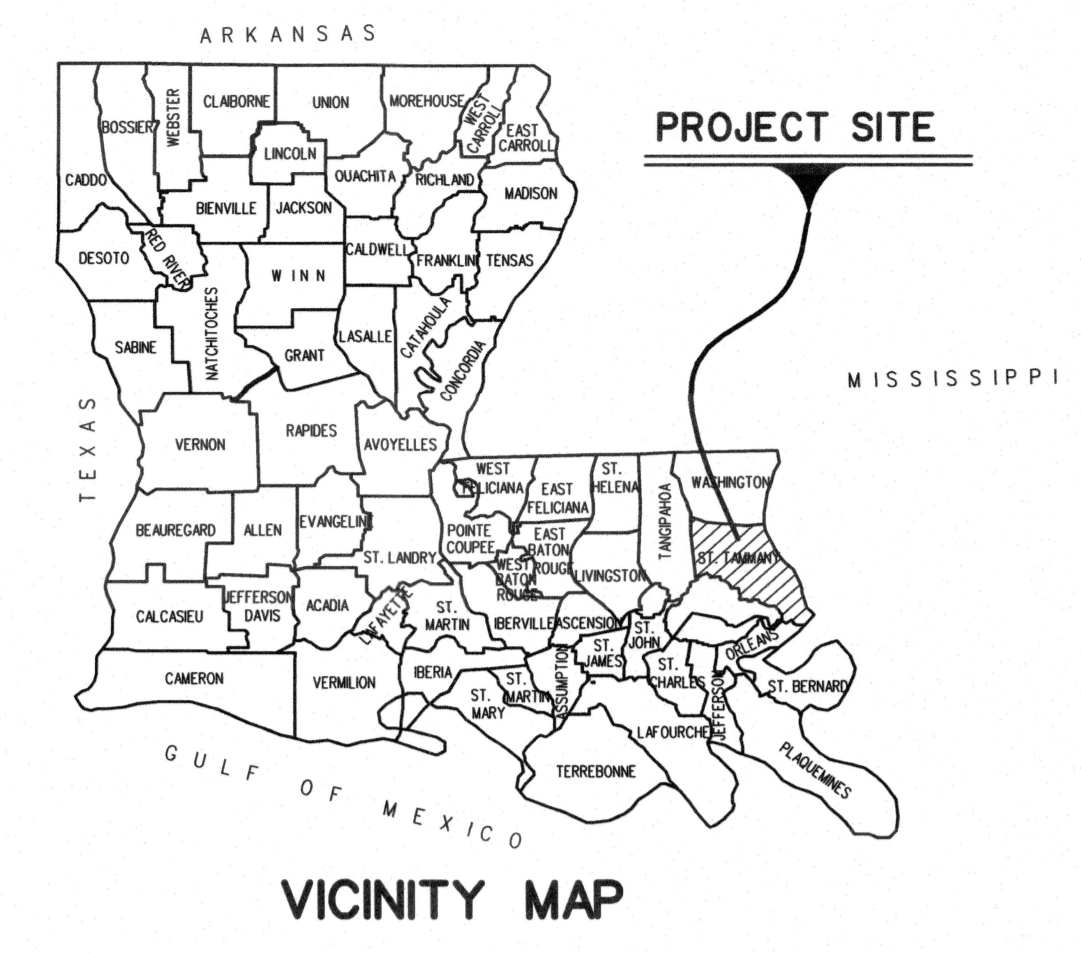 ARKANSAS
PROJECT SITE
CADDO
BOSSIER
WEBSTER
CLAIBORNE
UNION
MOREHOUSE
WEST
CARROLL
EAST
CARROLL
LINCOLN
OUACHITA
RICHLAND
MADISON
BIENVILLE
JACKSON
DESOTO
RED RIVER
CALDWELL
FRANKLIN
TENSAS
WINN
NATCHITOCHES
SABINE
GRANT
LASALLE
CATAHOULA
CONCORDIA
MISSISSIPPI
TEXAS
VERNON
RAPIDES
AVOYELLES
WEST
FELICIANA
EAST
FELICIANA
ST.
HELENA
TANGIPAHOA
WASHINGTON
BEAUREGARD
ALLEN
EVANGELIN
ST. LANDRY
POINTE
COUPEE
EAST
BATON
ROUGE
WEST
BATON
ROUGE
LIVINGSTON
ST. TAMMANY
CALCASIEU
JEFFERSON
DAVIS
ACADIA
LAFAYETTE
ST.
MARTIN
IBERVILLE
ASCENSION
ST.
JOHN
ST.
JAMES
ORLEANS
CAMERON
VERMILION
IBERIA
ST.
MARTIN
ST.
MARY
ASSUMPTION
ST.
CHARLES
JEFFERSON
ST. BERNARD
LAFOURCHE
TERREBONNE
PLAQUEMINES
GULF OF MEXICO
VICINITY MAP